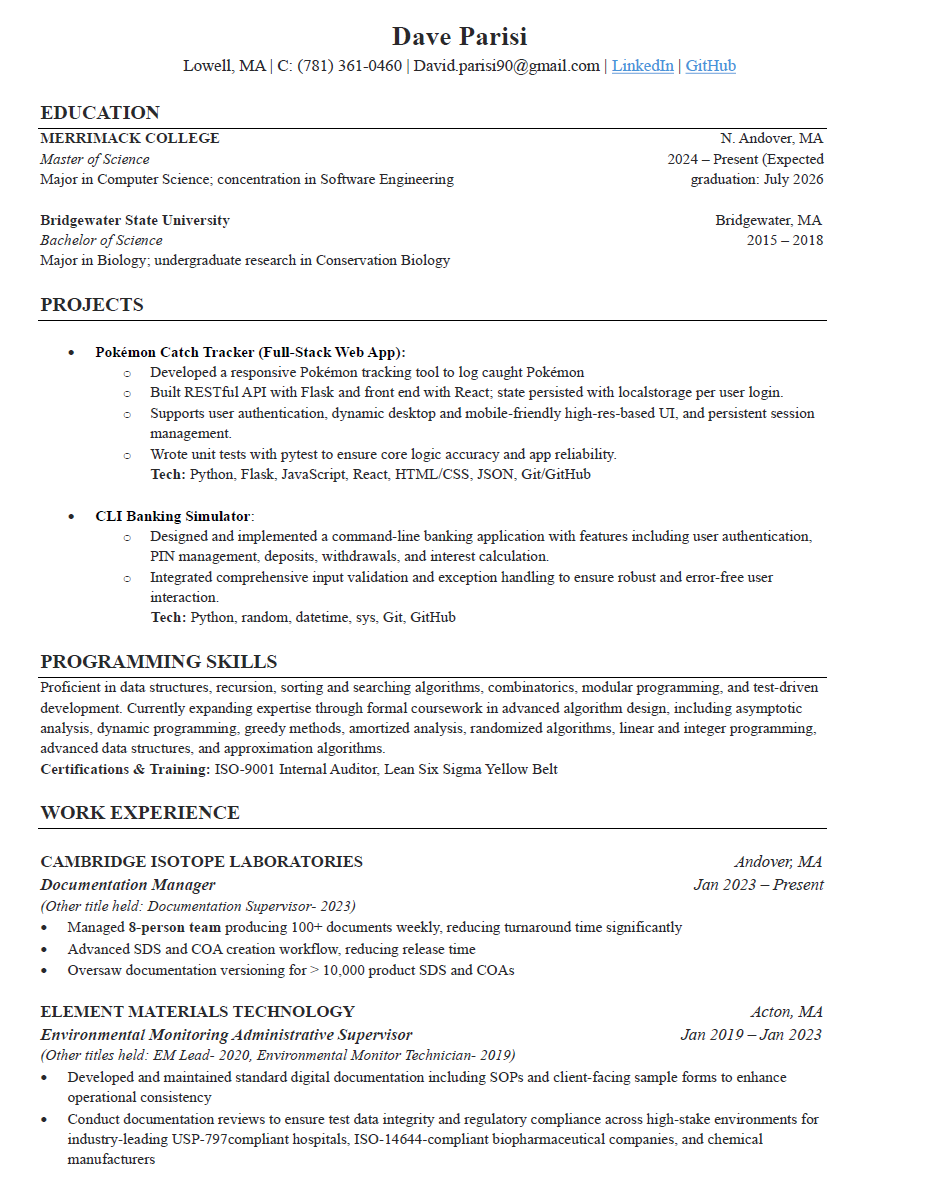 Dave Parisi
Lowell, MA | C: (781) 361-0460 | David.parisi90@gmail.com | LinkedIn | GitHub
EDUCATION
MERRIMACK COLLEGE N. Andover, MA
Master of Science 2024 – Present (Expected
Major in Computer Science; concentration in Software Engineering graduation: July 2026
Bridgewater State University Bridgewater, MA
Bachelor of Science 2015 – 2018
Major in Biology; undergraduate research in Conservation Biology
PROJECTS
• Pokémon Catch Tracker (Full-Stack Web App):
o Developed a responsive Pokémon tracking tool to log caught Pokémon
o Built RESTful API with Flask and front end with React; state persisted with localstorage per user login.
o Supports user authentication, dynamic desktop and mobile-friendly high-res-based UI, and persistent session
management.
o Wrote unit tests with pytest to ensure core logic accuracy and app reliability.
Tech: Python, Flask, JavaScript, React, HTML/CSS, JSON, Git/GitHub
• CLI Banking Simulator:
o Designed and implemented a command-line banking application with features including user authentication,
PIN management, deposits, withdrawals, and interest calculation.
o Integrated comprehensive input validation and exception handling to ensure robust and error-free user
interaction.
Tech: Python, random, datetime, sys, Git, GitHub
PROGRAMMING SKILLS
Proficient in data structures, recursion, sorting and searching algorithms, combinatorics, modular programming, and test-driven
development. Currently expanding expertise through formal coursework in advanced algorithm design, including asymptotic
analysis, dynamic programming, greedy methods, amortized analysis, randomized algorithms, linear and integer programming,
advanced data structures, and approximation algorithms.
Certifications & Training: ISO-9001 Internal Auditor, Lean Six Sigma Yellow Belt
WORK EXPERIENCE
CAMBRIDGE ISOTOPE LABORATORIES Andover, MA
Documentation Manager Jan 2023 – Present
(Other title held: Documentation Supervisor- 2023)
• Managed 8-person team producing 100+ documents weekly, reducing turnaround time significantly
• Advanced SDS and COA creation workflow, reducing release time
• Oversaw documentation versioning for > 10,000 product SDS and COAs
ELEMENT MATERIALS TECHNOLOGY Acton, MA
Environmental Monitoring Administrative Supervisor Jan 2019 – Jan 2023
(Other titles held: EM Lead- 2020, Environmental Monitor Technician- 2019)
• Developed and maintained standard digital documentation including SOPs and client-facing sample forms to enhance
operational consistency
• Conduct documentation reviews to ensure test data integrity and regulatory compliance across high-stake environments for
industry-leading USP-797compliant hospitals, ISO-14644-compliant biopharmaceutical companies, and chemical
manufacturers